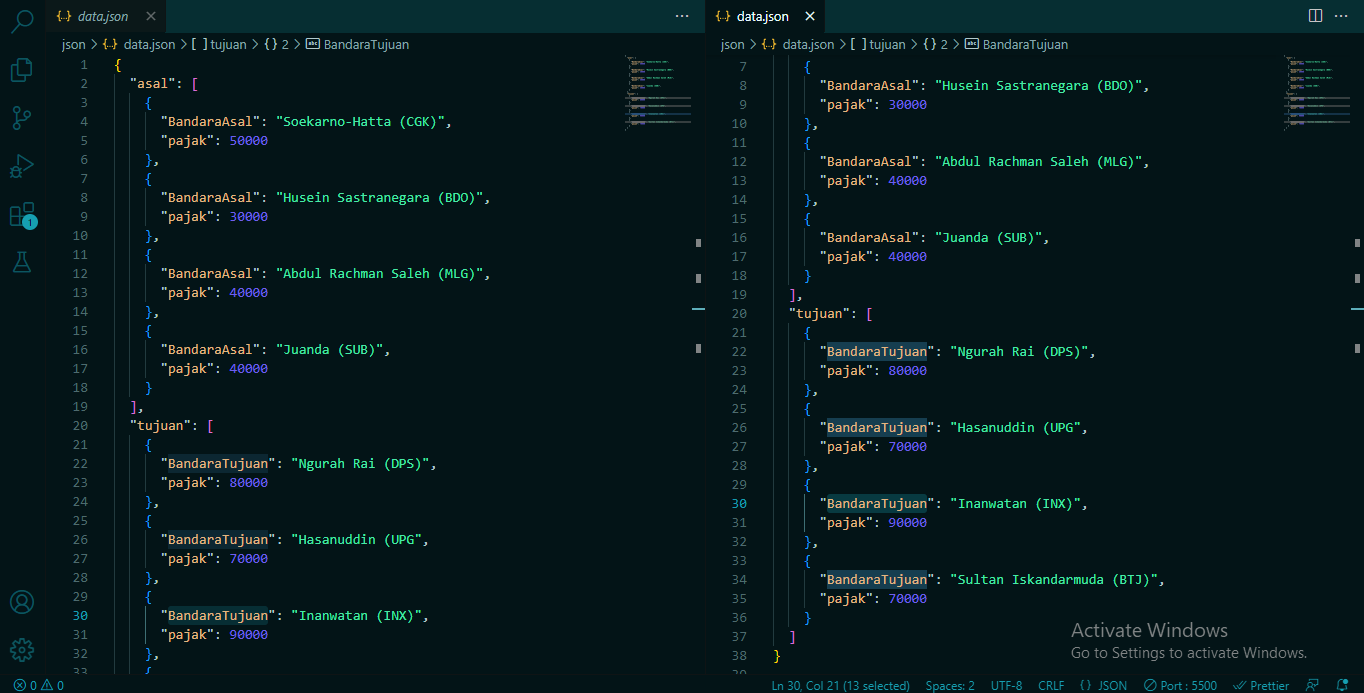 data.json
json > data.json > [ ] tujuan > { } 2 > BandaraTujuan
1 {
2 "asal": [
3 {
4 "BandaraAsal": "Soekarno-Hatta (CGK)",
5 "pajak": 50000
6 },
7 {
8 "BandaraAsal": "Husein Sastranegara (BDO)",
9 "pajak": 30000
10 },
11 {
12 "BandaraAsal": "Abdul Rachman Saleh (MLG)",
13 "pajak": 40000
14 },
15 {
16 "BandaraAsal": "Juanda (SUB)",
17 "pajak": 40000
18 }
19 ],
20 "tujuan": [
21 {
22 "BandaraTujuan": "Ngurah Rai (DPS)",
23 "pajak": 80000
24 },
25 {
26 "BandaraTujuan": "Hasanuddin (UPG",
27 "pajak": 70000
28 },
29 {
30 "BandaraTujuan": "Inanwatan (INX)",
31 "pajak": 90000
32 },
33 {
data.json
json > data.json > [ ] tujuan > { } 2 > BandaraTujuan
7 {
8 "BandaraAsal": "Husein Sastranegara (BDO)",
9 "pajak": 30000
10 },
11 {
12 "BandaraAsal": "Abdul Rachman Saleh (MLG)",
13 "pajak": 40000
14 },
15 {
16 "BandaraAsal": "Juanda (SUB)",
17 "pajak": 40000
18 }
19 ],
20 "tujuan": [
21 {
22 "BandaraTujuan": "Ngurah Rai (DPS)",
23 "pajak": 80000
24 },
25 {
26 "BandaraTujuan": "Hasanuddin (UPG",
27 "pajak": 70000
28 },
29 {
30 "BandaraTujuan": "Inanwatan (INX)",
31 "pajak": 90000
32 },
33 {
34 "BandaraTujuan": "Sultan Iskandarmuda (BTJ)",
35 "pajak": 70000
36 }
37 ]
38 }
Activate Windows
Go to Settings to activate Windows.
1
0 0
Ln 30, Col 21 (13 selected) Spaces: 2 UTF-8 CRLF { } JSON Port : 5500 Prettier